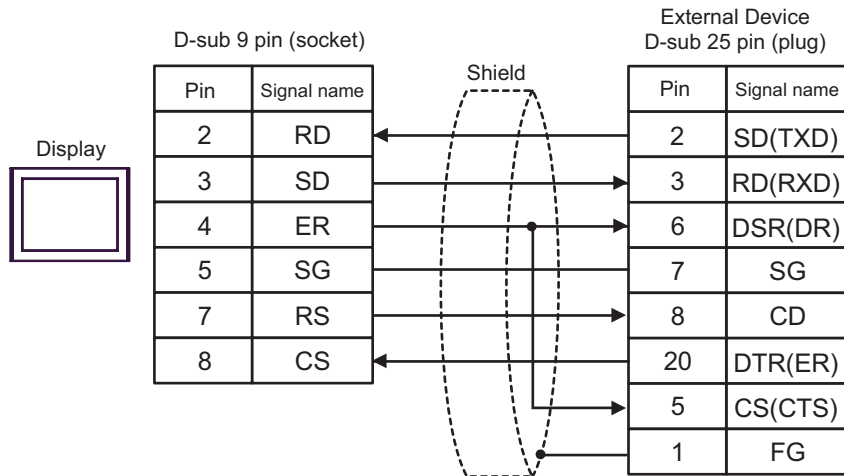 External Device
D-sub 9 pin (socket)
D-sub 25 pin (plug)
Shield
Pin Signal name
Pin Signal name
2 RD
2 SD(TXD)
Display
3 SD
3 RD(RXD)
4 ER
6 DSR(DR)
5 SG
7 SG
7 RS
8 CD
8 CS
20 DTR(ER)
5 CS(CTS)
1 FG